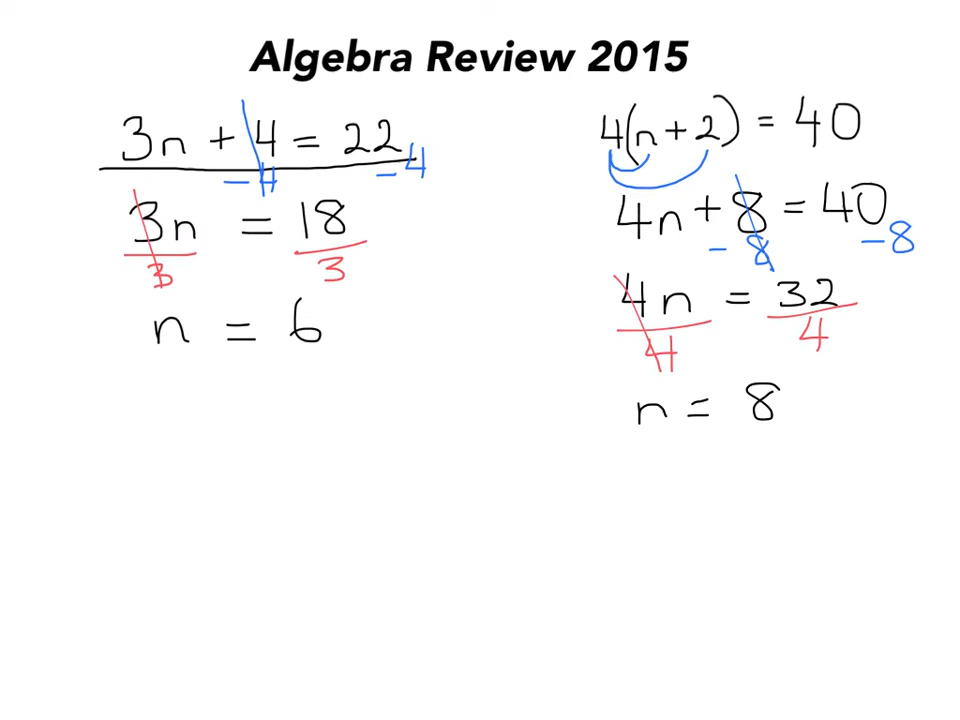 Algebra Review 2015
3n + 4 = 22
- 4 - 4
3n = 18
3 3
n = 6
4(n + 2) = 40
4n + 8 = 40
- 8 - 8
4n = 32
4 4
n = 8